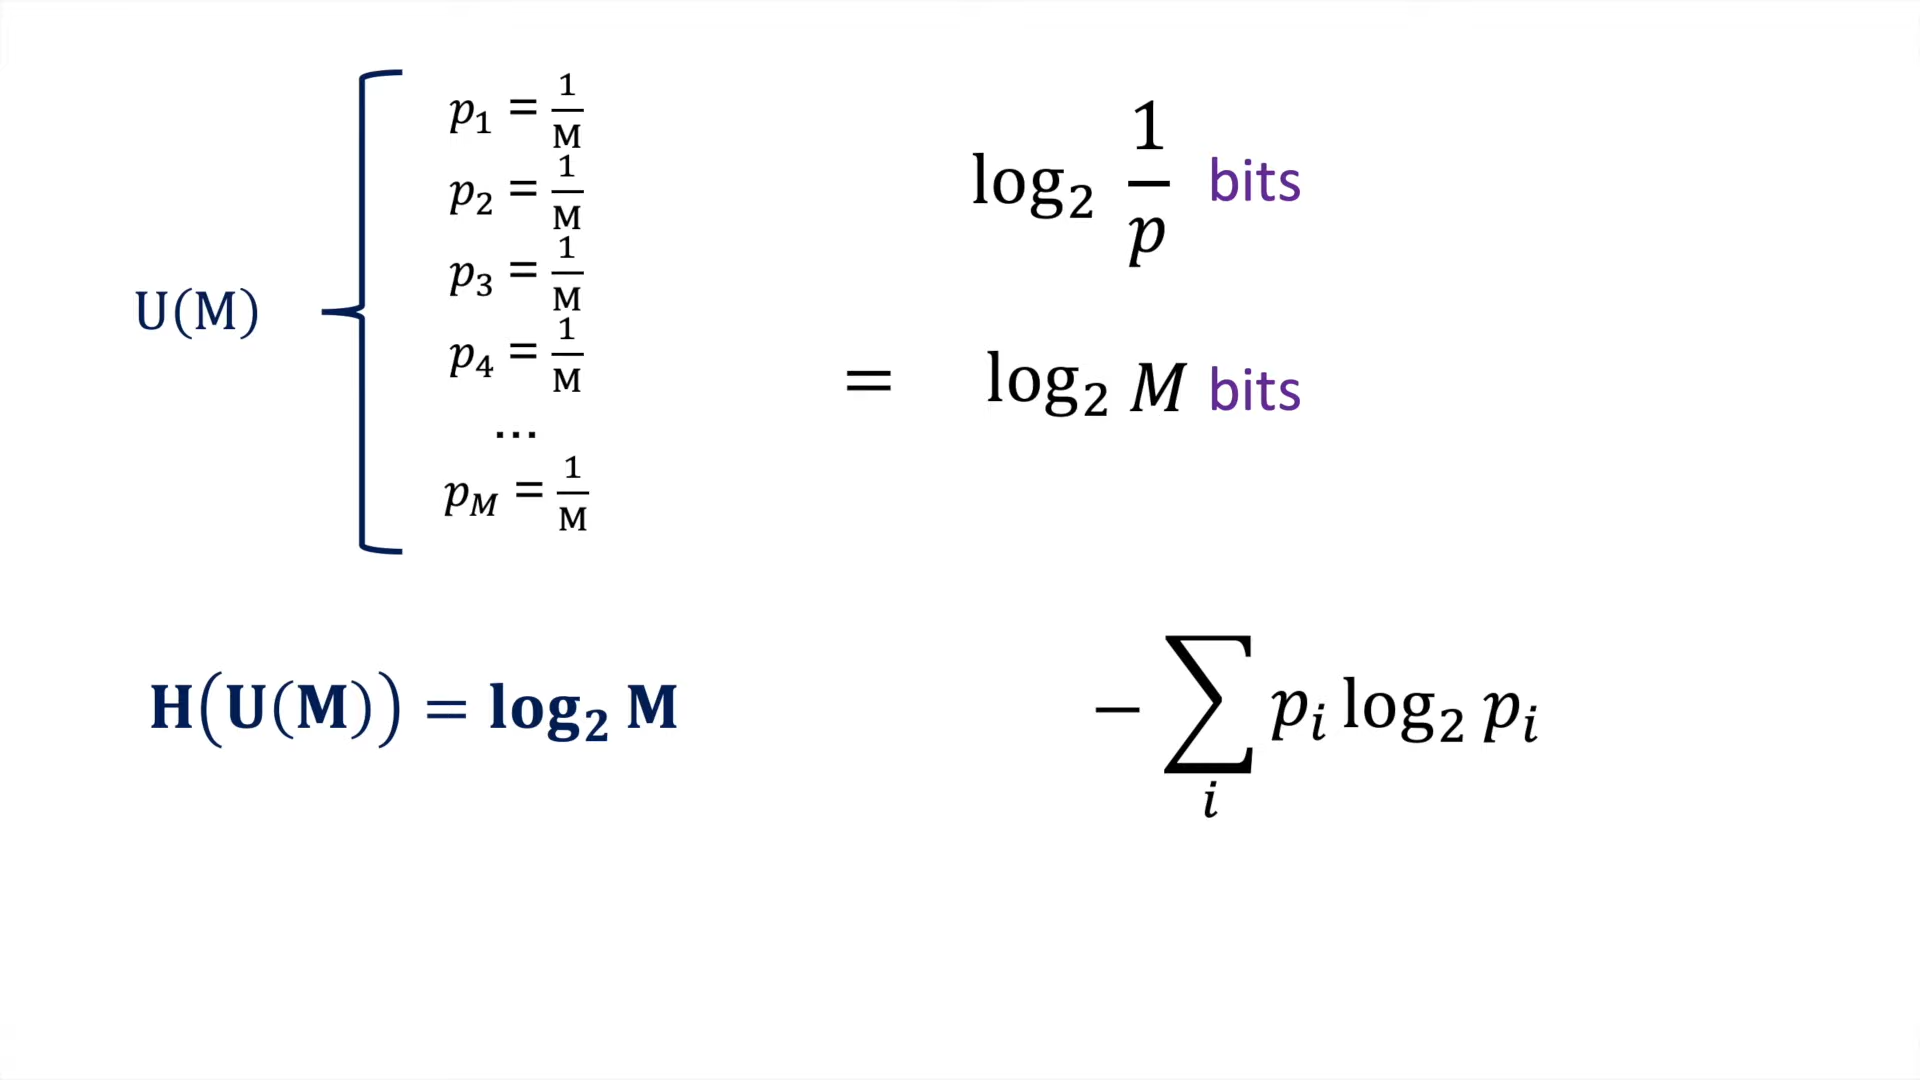 p₁ = 1/M
p₂ = 1/M
p₃ = 1/M
p₄ = 1/M
...
p_M = 1/M
U(M)
log₂ 1/p bits
= log₂ M bits
H(U(M)) = log₂ M
− ∑ᵢ pᵢ log₂ pᵢ